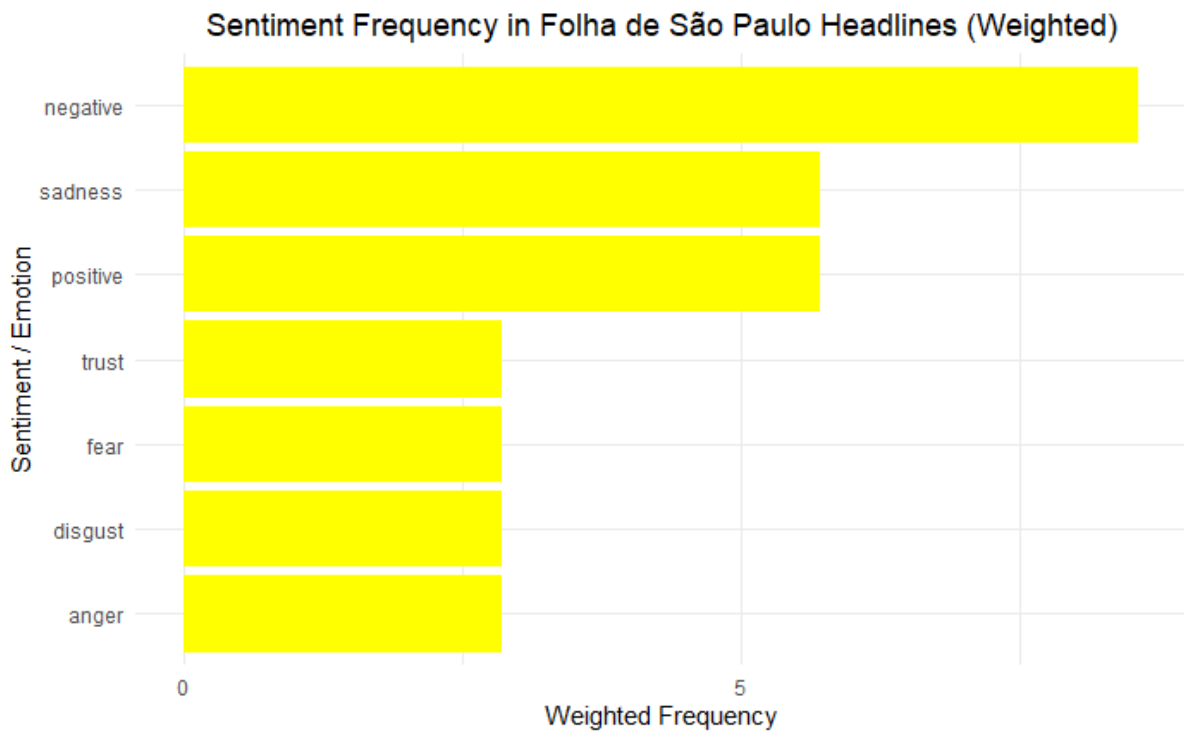 Sentiment Frequency in Folha de São Paulo Headlines (Weighted)
Sentiment / Emotion
negative
sadness
positive
trust
fear
disgust
anger
0 5
Weighted Frequency